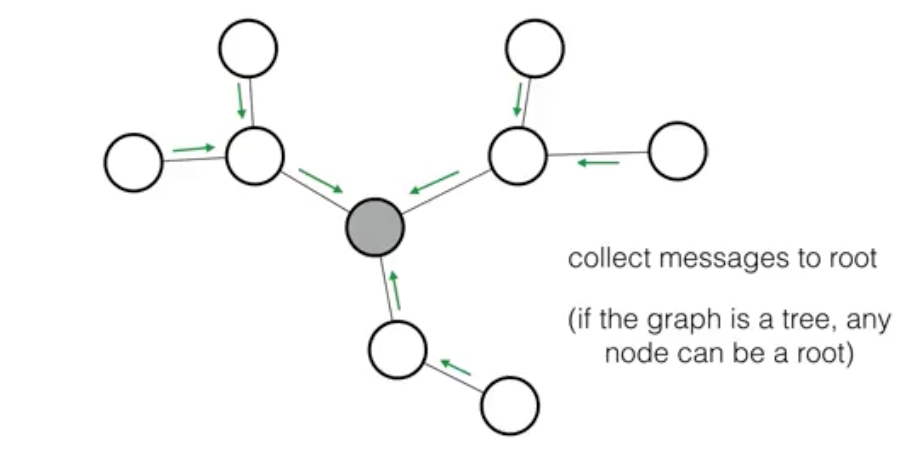 collect messages to root
(if the graph is a tree, any
node can be a root)